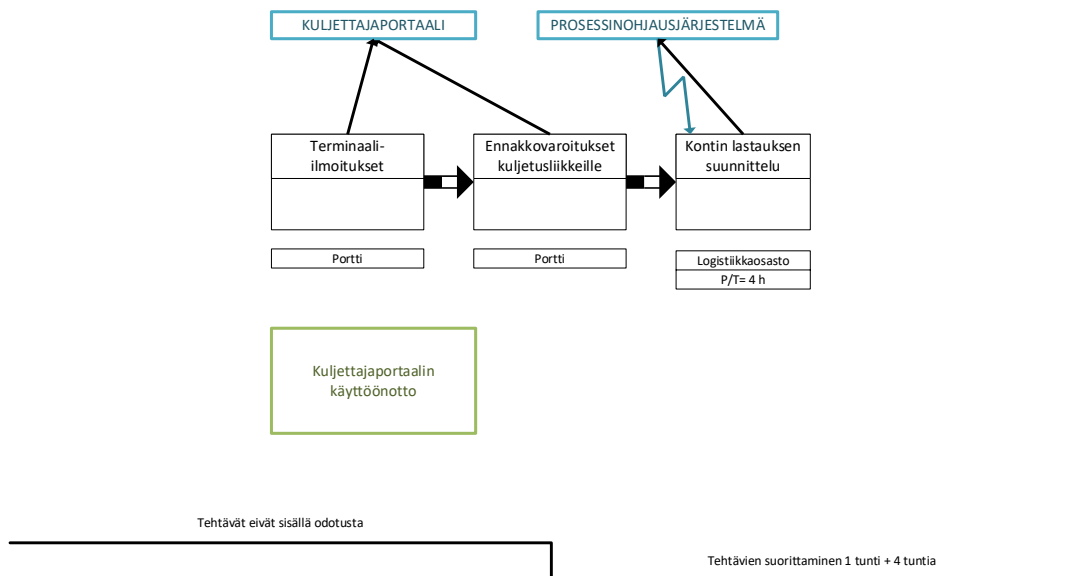 KULJETTAJAPORTAALI
PROSESSINOHJAUSJÄRJESTELMÄ
Terminaali-
ilmoitukset
Ennakkovaroitukset
kuljetusliikkeille
Kontin lastauksen
suunnittelu
Portti
Portti
Logistiikkaosasto
P/T= 4 h
Kuljettajaportaalin
käyttöönotto
Tehtävät eivät sisällä odotusta
Tehtävien suorittaminen 1 tunti + 4 tuntia